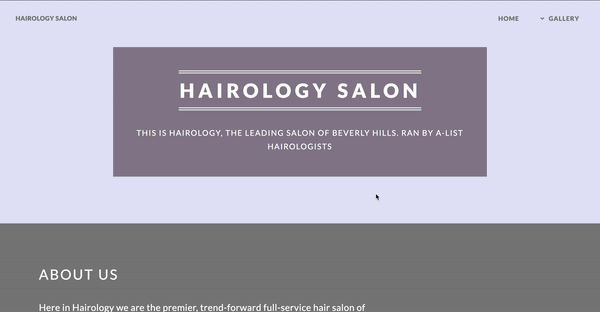 HAIROLOGY SALON
HOME
GALLERY
HAIROLOGY SALON
THIS IS HAIROLOGY, THE LEADING SALON OF BEVERLY HILLS. RAN BY A-LIST
HAIROLOGISTS
ABOUT US
Here in Hairology we are the premier, trend-forward full-service hair salon of